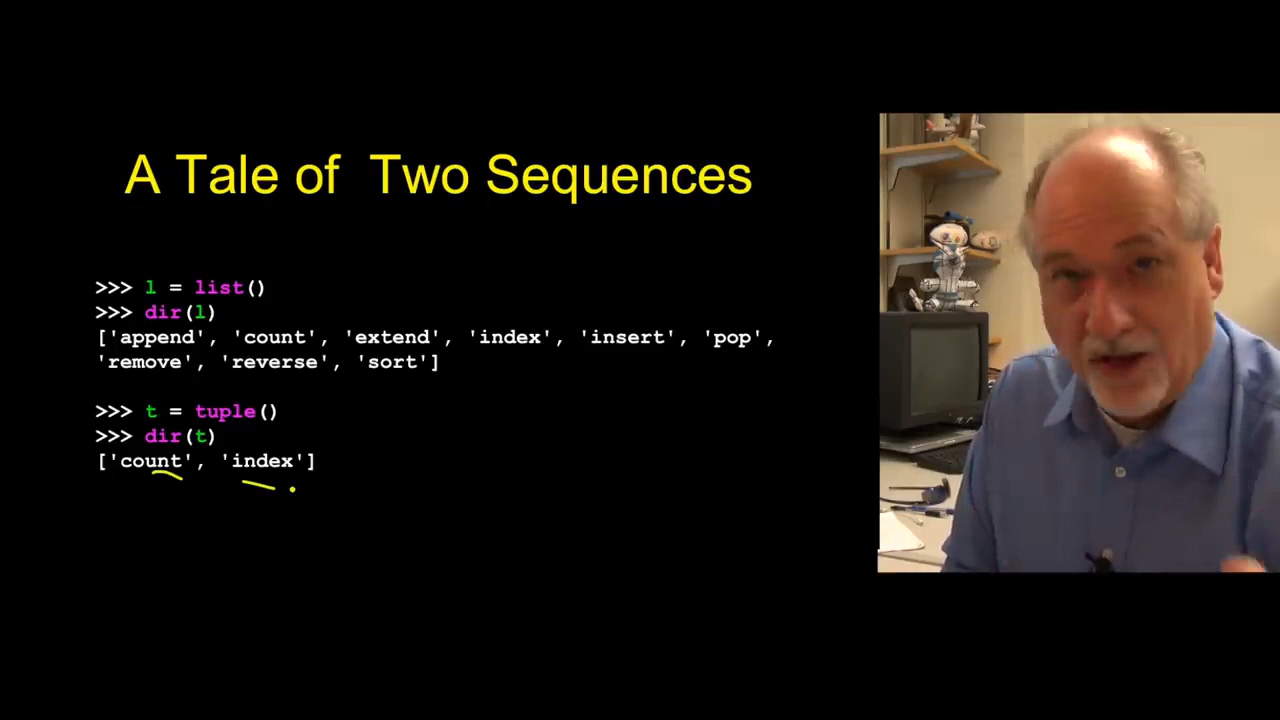 A Tale of Two Sequences
>>> l = list()
>>> dir(l)
['append', 'count', 'extend', 'index', 'insert', 'pop',
'remove', 'reverse', 'sort']
>>> t = tuple()
>>> dir(t)
['count', 'index']